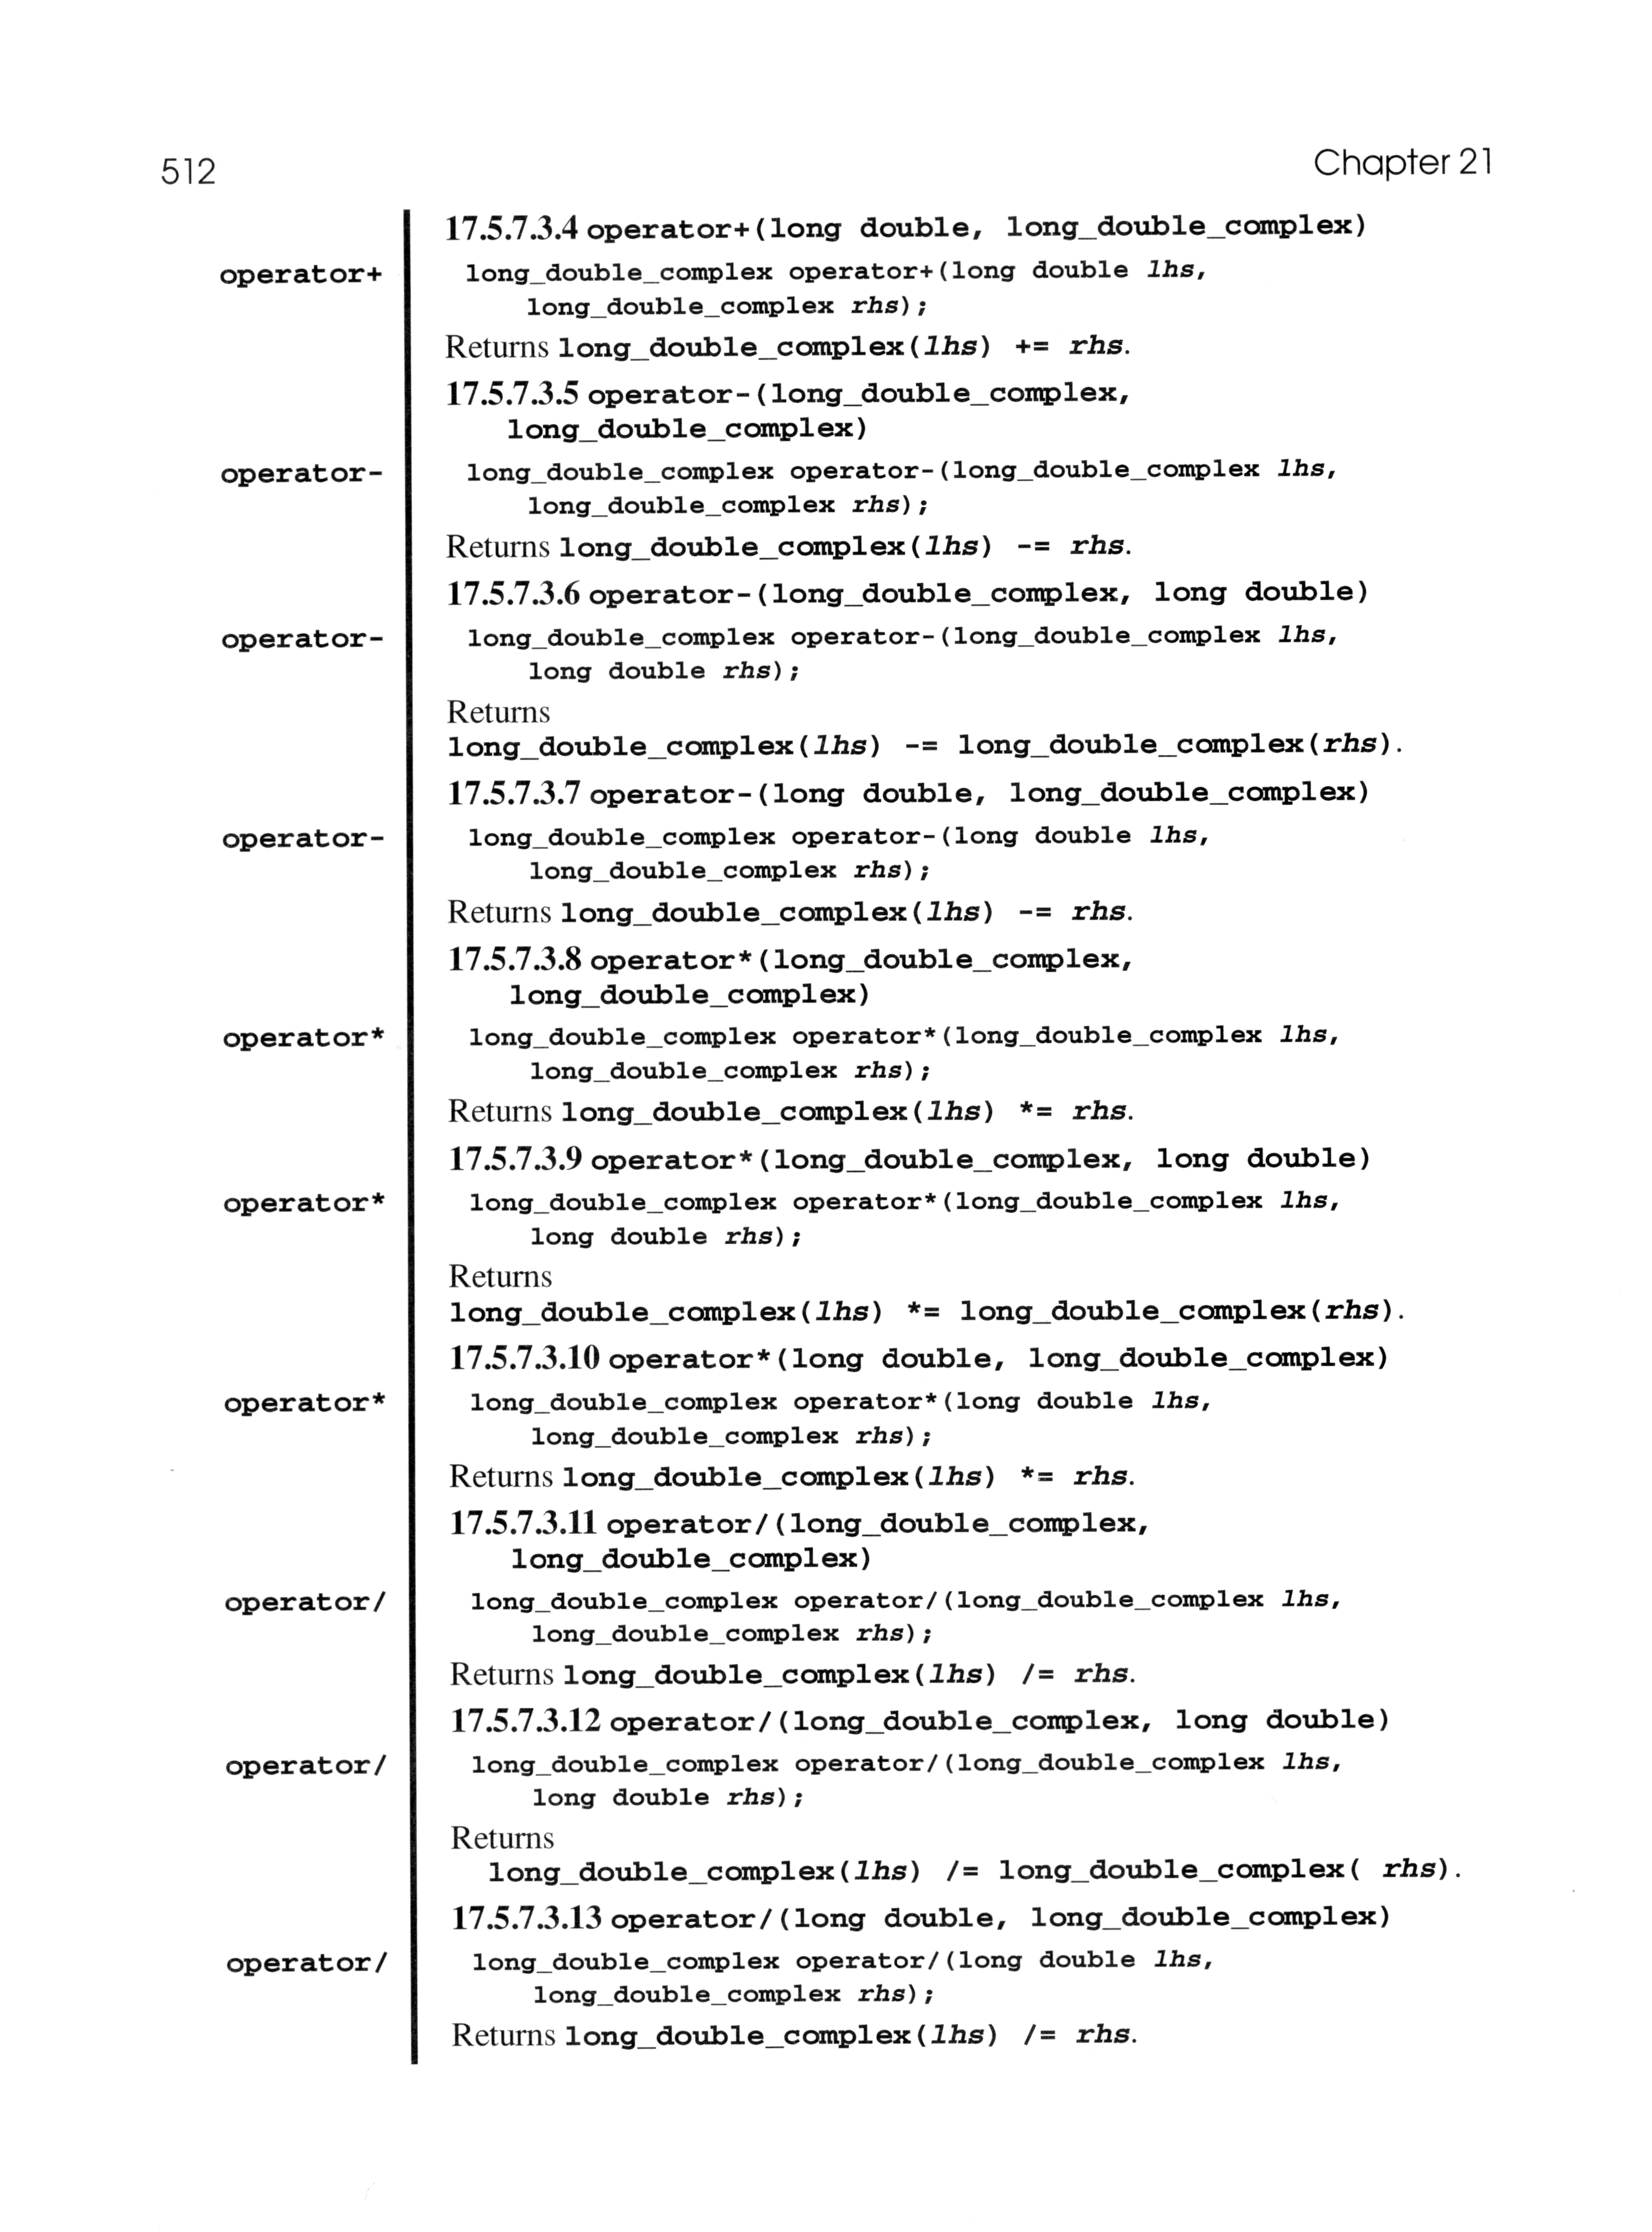 512
Chapter 21
17.5.7.3.4 operator+(long double, long_double_complex)
operator+
long_double_complex operator+(long double lhs,
long_double_complex rhs);
Returns long_double_complex(lhs) += rhs.
17.5.7.3.5 operator-(long_double_complex,
long_double_complex)
operator-
long_double_complex operator-(long_double_complex lhs,
long_double_complex rhs);
Returns long_double_complex(lhs) -= rhs.
17.5.7.3.6 operator-(long_double_complex, long double)
operator-
long_double_complex operator-(long_double_complex lhs,
long double rhs);
Returns
long_double_complex(lhs) -= long_double_complex(rhs).
17.5.7.3.7 operator-(long double, long_double_complex)
operator-
long_double_complex operator-(long double lhs,
long_double_complex rhs);
Returns long_double_complex(lhs) -= rhs.
17.5.7.3.8 operator*(long_double_complex,
long_double_complex)
operator*
long_double_complex operator*(long_double_complex lhs,
long_double_complex rhs);
Returns long_double_complex(lhs) *= rhs.
17.5.7.3.9 operator*(long_double_complex, long double)
operator*
long_double_complex operator*(long_double_complex lhs,
long double rhs);
Returns
long_double_complex(lhs) *= long_double_complex(rhs).
17.5.7.3.10 operator*(long double, long_double_complex)
operator*
long_double_complex operator*(long double lhs,
long_double_complex rhs);
Returns long_double_complex(lhs) *= rhs.
17.5.7.3.11 operator/(long_double_complex,
long_double_complex)
operator/
long_double_complex operator/(long_double_complex lhs,
long_double_complex rhs);
Returns long_double_complex(lhs) /= rhs.
17.5.7.3.12 operator/(long_double_complex, long double)
operator/
long_double_complex operator/(long_double_complex lhs,
long double rhs);
Returns
long_double_complex(lhs) /= long_double_complex( rhs).
17.5.7.3.13 operator/(long double, long_double_complex)
operator/
long_double_complex operator/(long double lhs,
long_double_complex rhs);
Returns long_double_complex(lhs) /= rhs.